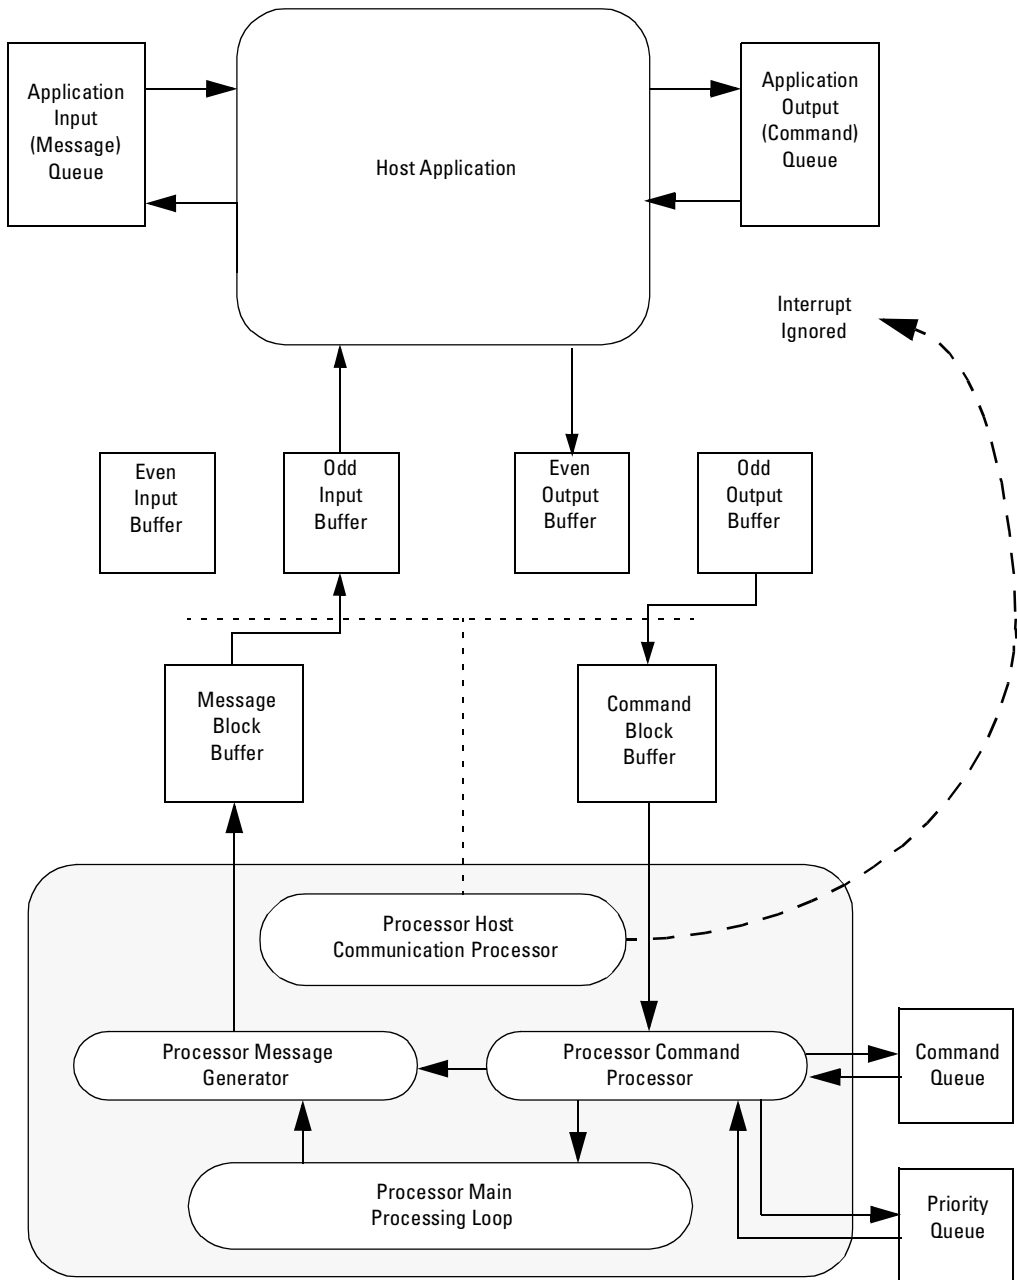 Application
Input
(Message)
Queue
Host Application
Application
Output
(Command)
Queue
Interrupt
Ignored
Even
Input
Buffer
Odd
Input
Buffer
Even
Output
Buffer
Odd
Output
Buffer
Message
Block
Buffer
Command
Block
Buffer
Processor Host
Communication Processor
Processor Message
Generator
Processor Command
Processor
Command
Queue
Processor Main
Processing Loop
Priority
Queue